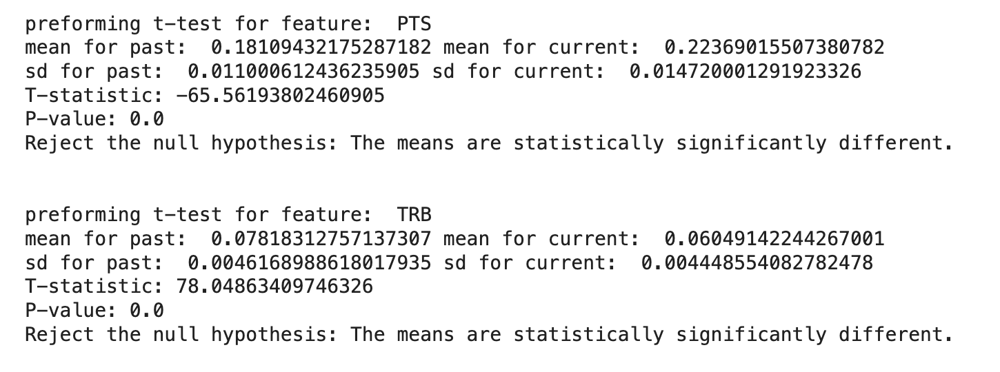 preforming t-test for feature:  PTS
mean for past:  0.18109432175287182 mean for current:  0.22369015507380782
sd for past:  0.011000612436235905 sd for current:  0.014720001291923326
T-statistic: -65.56193802460905
P-value: 0.0
Reject the null hypothesis: The means are statistically significantly different.
preforming t-test for feature:  TRB
mean for past:  0.07818312757137307 mean for current:  0.06049142244267001
sd for past:  0.0046168988618017935 sd for current:  0.004448554082782478
T-statistic: 78.04863409746326
P-value: 0.0
Reject the null hypothesis: The means are statistically significantly different.